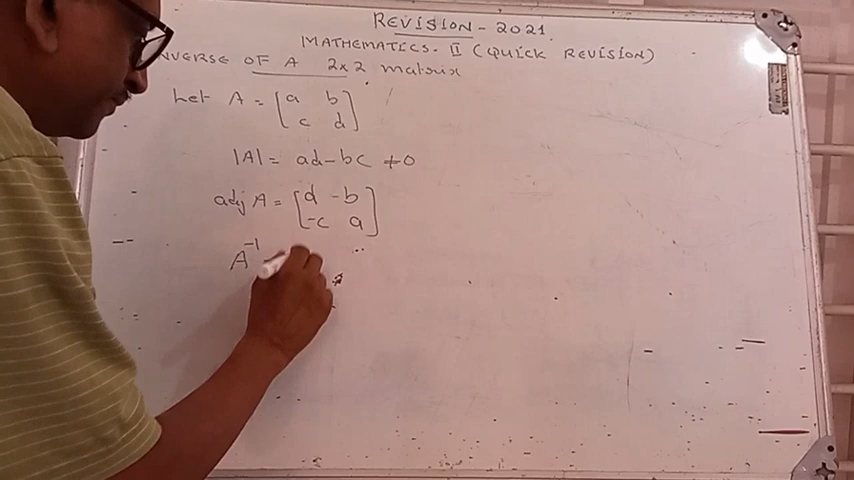 REVISION - 2021.
MATHEMATICS - II (QUICK REVISION)
NVERSE OF A 2x2 matrix
Let A = [a b
c d]
|A| = ad - bc ≠ 0
adj A = [d -b
-c a]
A^-1